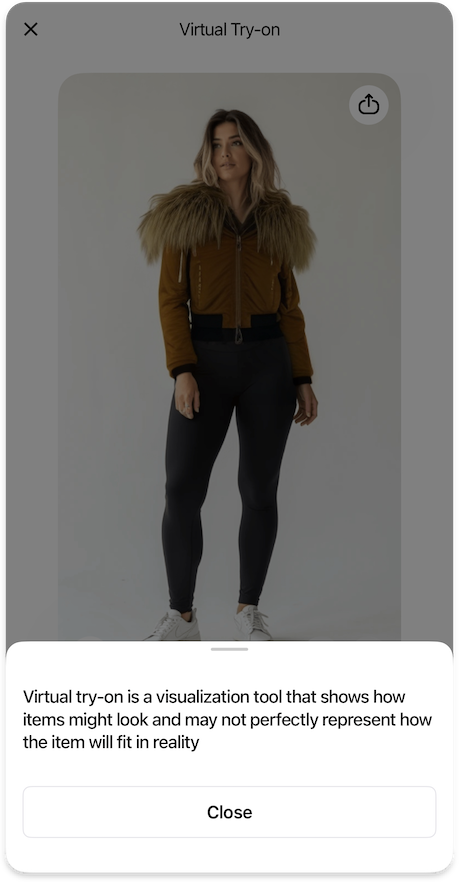 Virtual Try-on
Virtual try-on is a visualization tool that shows how
items might look and may not perfectly represent how
the item will fit in reality
Close